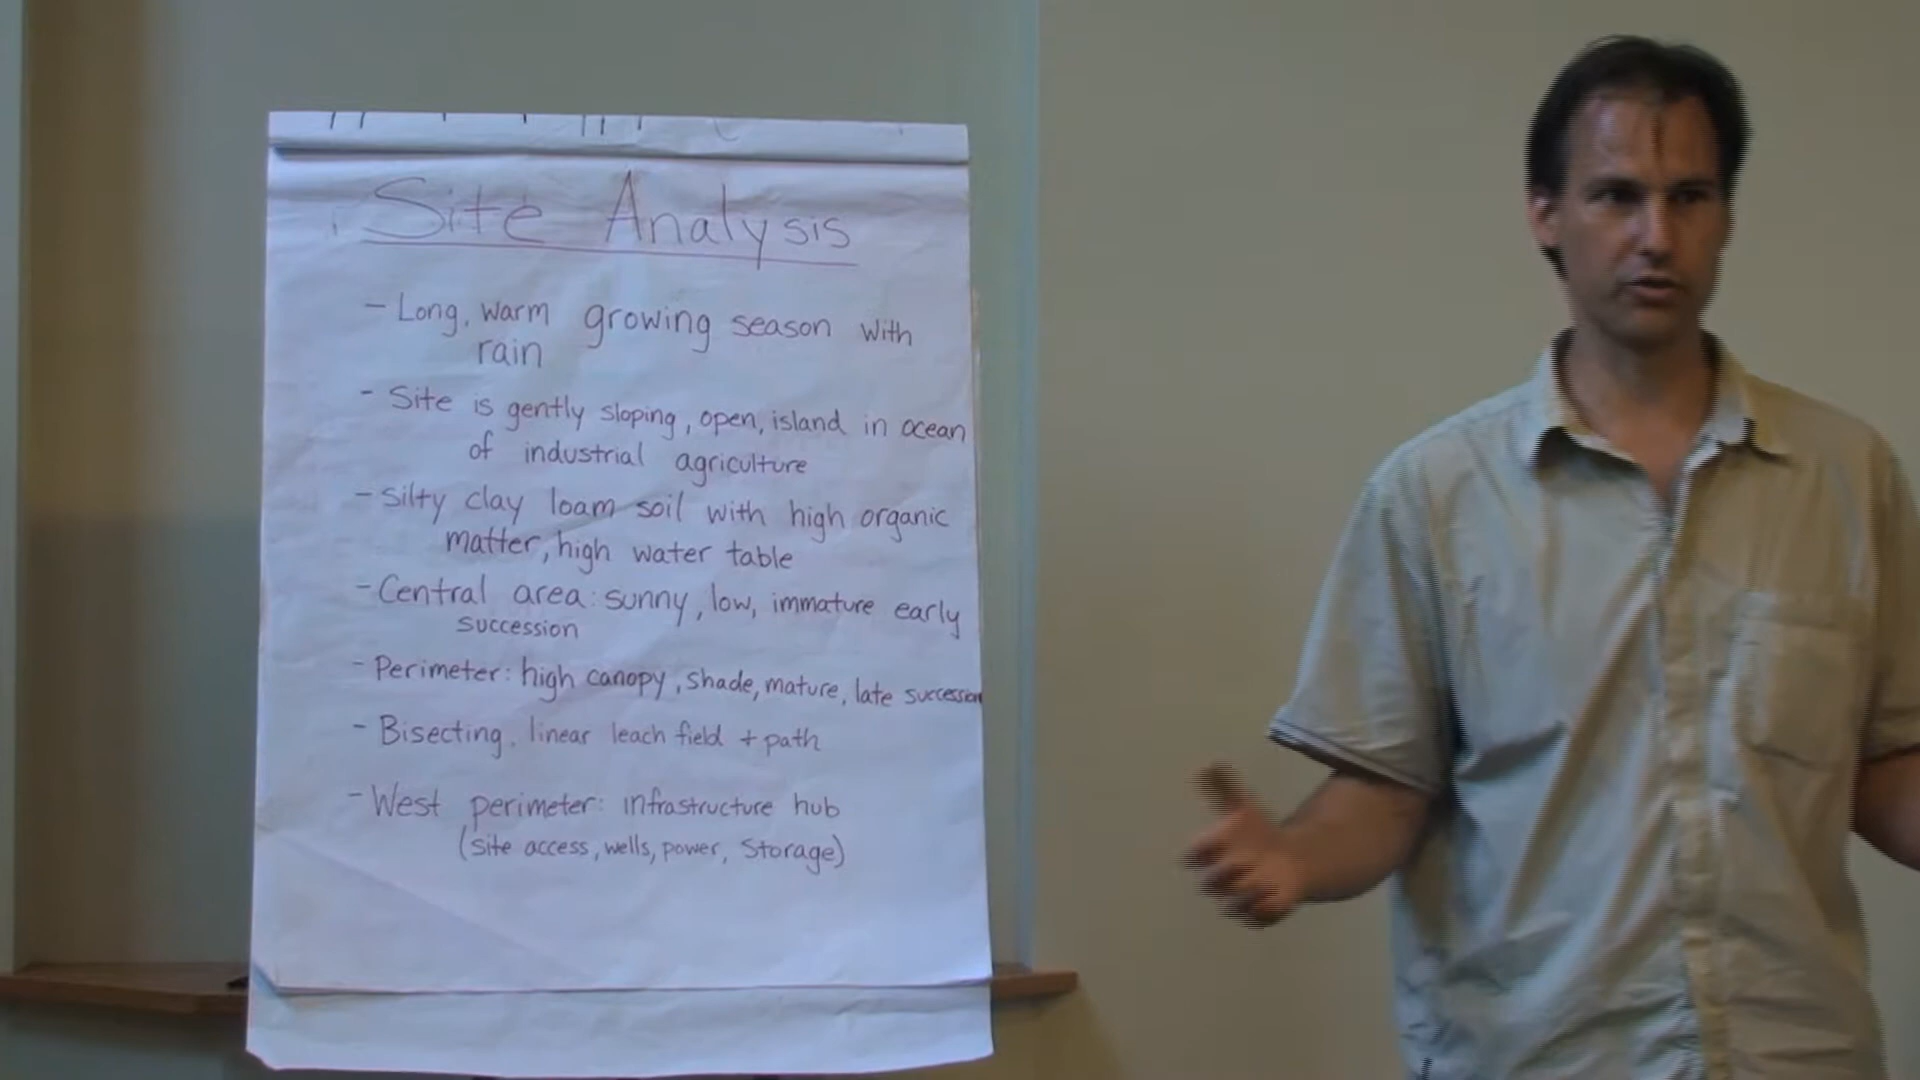 Site Analysis
- Long, warm growing season with
rain
- Site is gently sloping, open, island in ocean
of industrial agriculture
- Silty clay loam soil with high organic
matter, high water table
- Central area: sunny, low, immature early
succession
- Perimeter: high canopy, shade, mature, late succession
- Bisecting, linear leach field + path
- West perimeter: infrastructure hub
(site access, wells, power, storage)